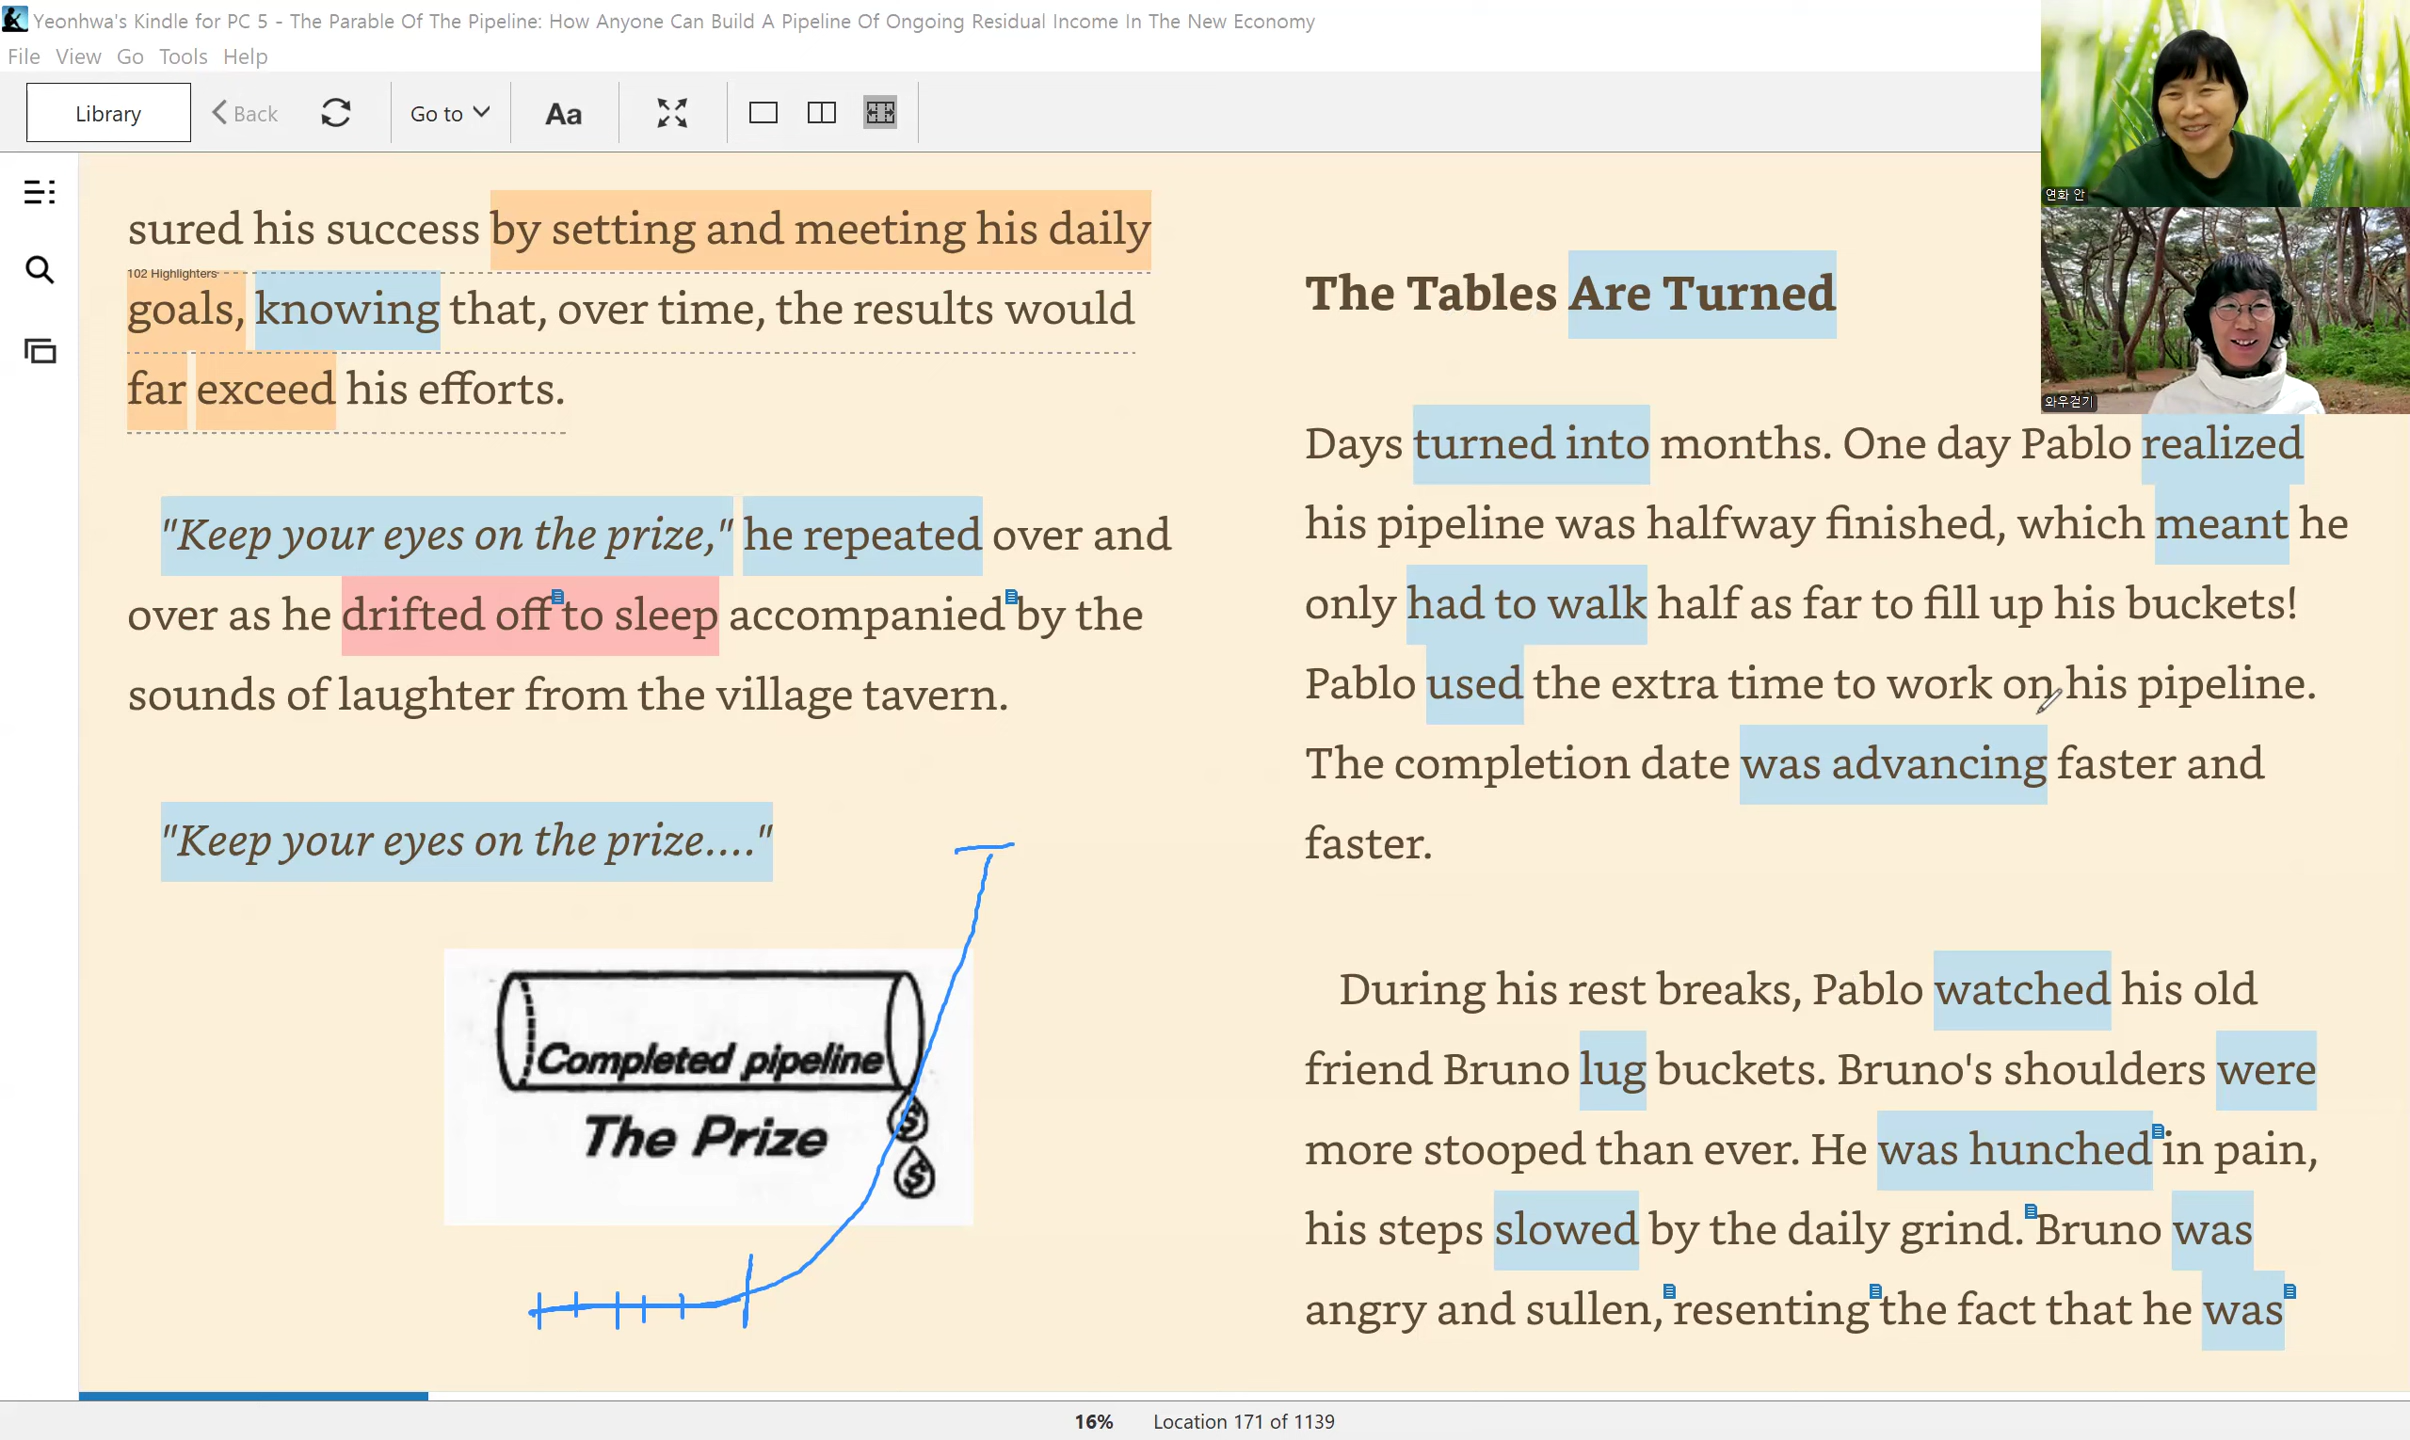 Yeonhwa's Kindle for PC 5 - The Parable Of The Pipeline: How Anyone Can Build A Pipeline Of Ongoing Residual Income In The New Economy
File View Go Tools Help
Library Back Go to Aa
sured his success by setting and meeting his daily
102 Highlighters
goals, knowing that, over time, the results would
far exceed his efforts.
"Keep your eyes on the prize," he repeated over and
over as he drifted off to sleep accompanied by the
sounds of laughter from the village tavern.
"Keep your eyes on the prize...."
Completed pipeline
The Prize
$
$
The Tables Are Turned
Days turned into months. One day Pablo realized
his pipeline was halfway finished, which meant he
only had to walk half as far to fill up his buckets!
Pablo used the extra time to work on his pipeline.
The completion date was advancing faster and
faster.
During his rest breaks, Pablo watched his old
friend Bruno lug buckets. Bruno's shoulders were
more stooped than ever. He was hunched in pain,
his steps slowed by the daily grind. Bruno was
angry and sullen, resenting the fact that he was
연화 안
와우걷기
16% Location 171 of 1139